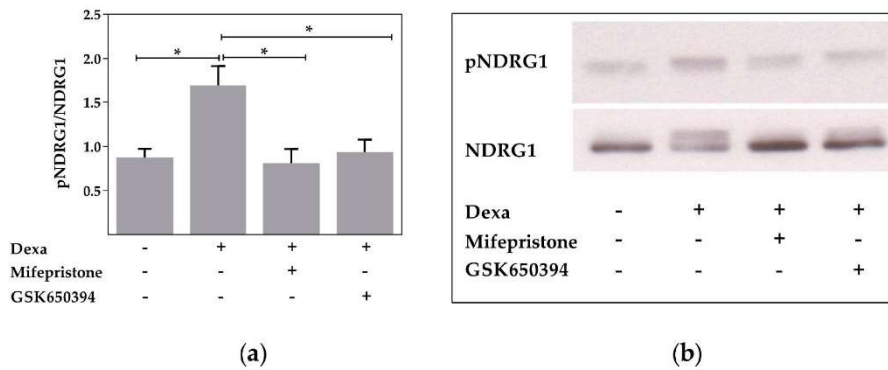 2.5
* *
2.0
*
1.5
1.0
0.5
pNDRG1/NDRG1
Dexa - + + +
Mifepristone - - + -
GSK650394 - - - +
(a)
pNDRG1
NDRG1
Dexa - + + +
Mifepristone - - + -
GSK650394 - - - +
(b)